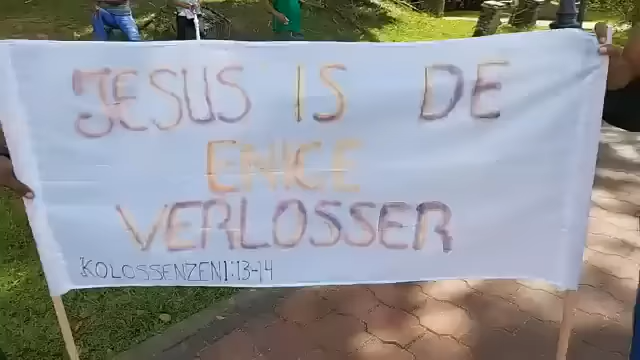 JESUS IS DE
ENIGE
VERLOSSER
KOLOSSENZEN 1:13-14